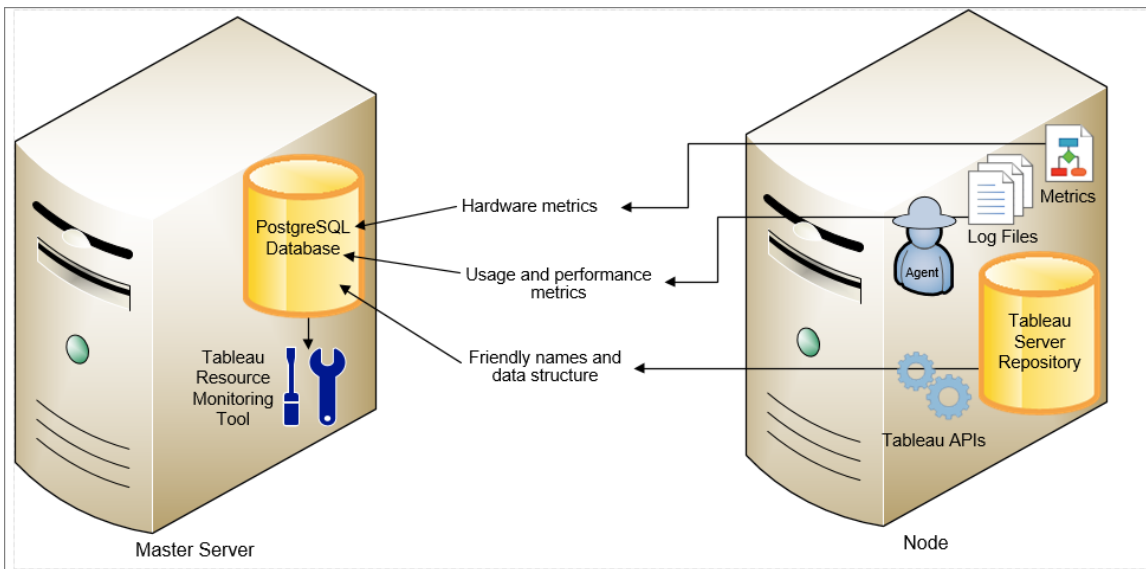 PostgreSQL
Database
Tableau
Resource
Monitoring
Tool
Master Server
Hardware metrics
Usage and performance
metrics
Friendly names and
data structure
Metrics
Log Files
Agent
Tableau
Server
Repository
Tableau APIs
Node